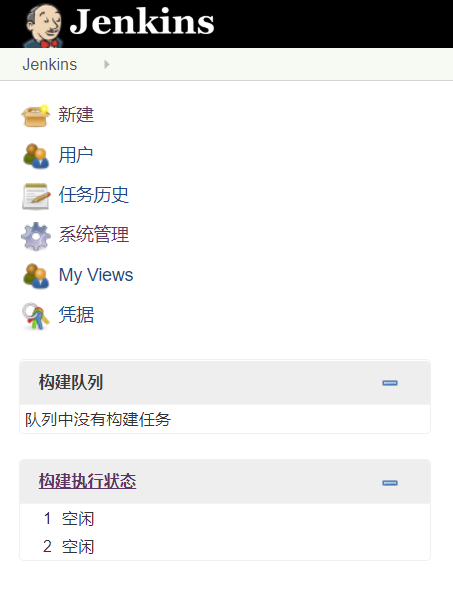 Jenkins
Jenkins
新建
用户
任务历史
系统管理
My Views
凭据
构建队列
队列中没有构建任务
构建执行状态
1 空闲
2 空闲